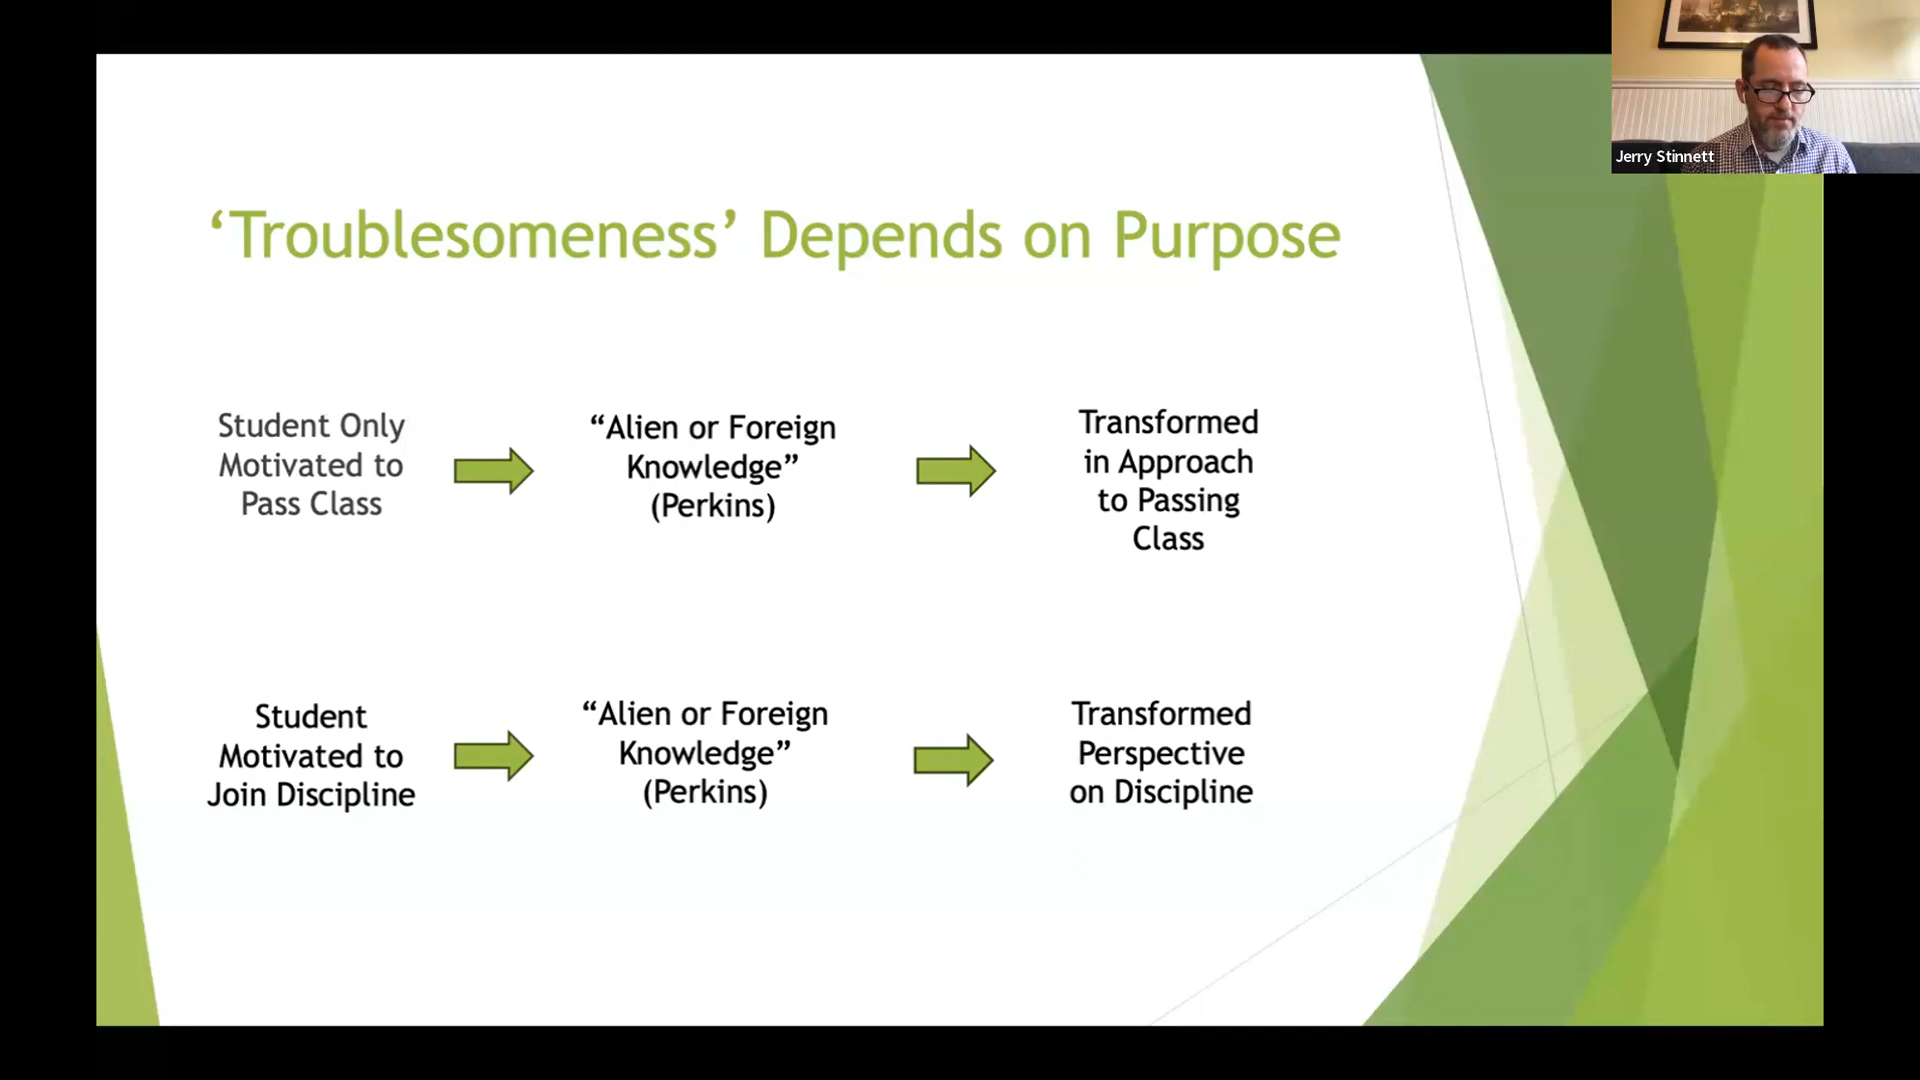 Jerry Stinnett
‘Troublesomeness’ Depends on Purpose
Student Only
Motivated to
Pass Class
“Alien or Foreign
Knowledge”
(Perkins)
Transformed
in Approach
to Passing
Class
Student
Motivated to
Join Discipline
“Alien or Foreign
Knowledge”
(Perkins)
Transformed
Perspective
on Discipline